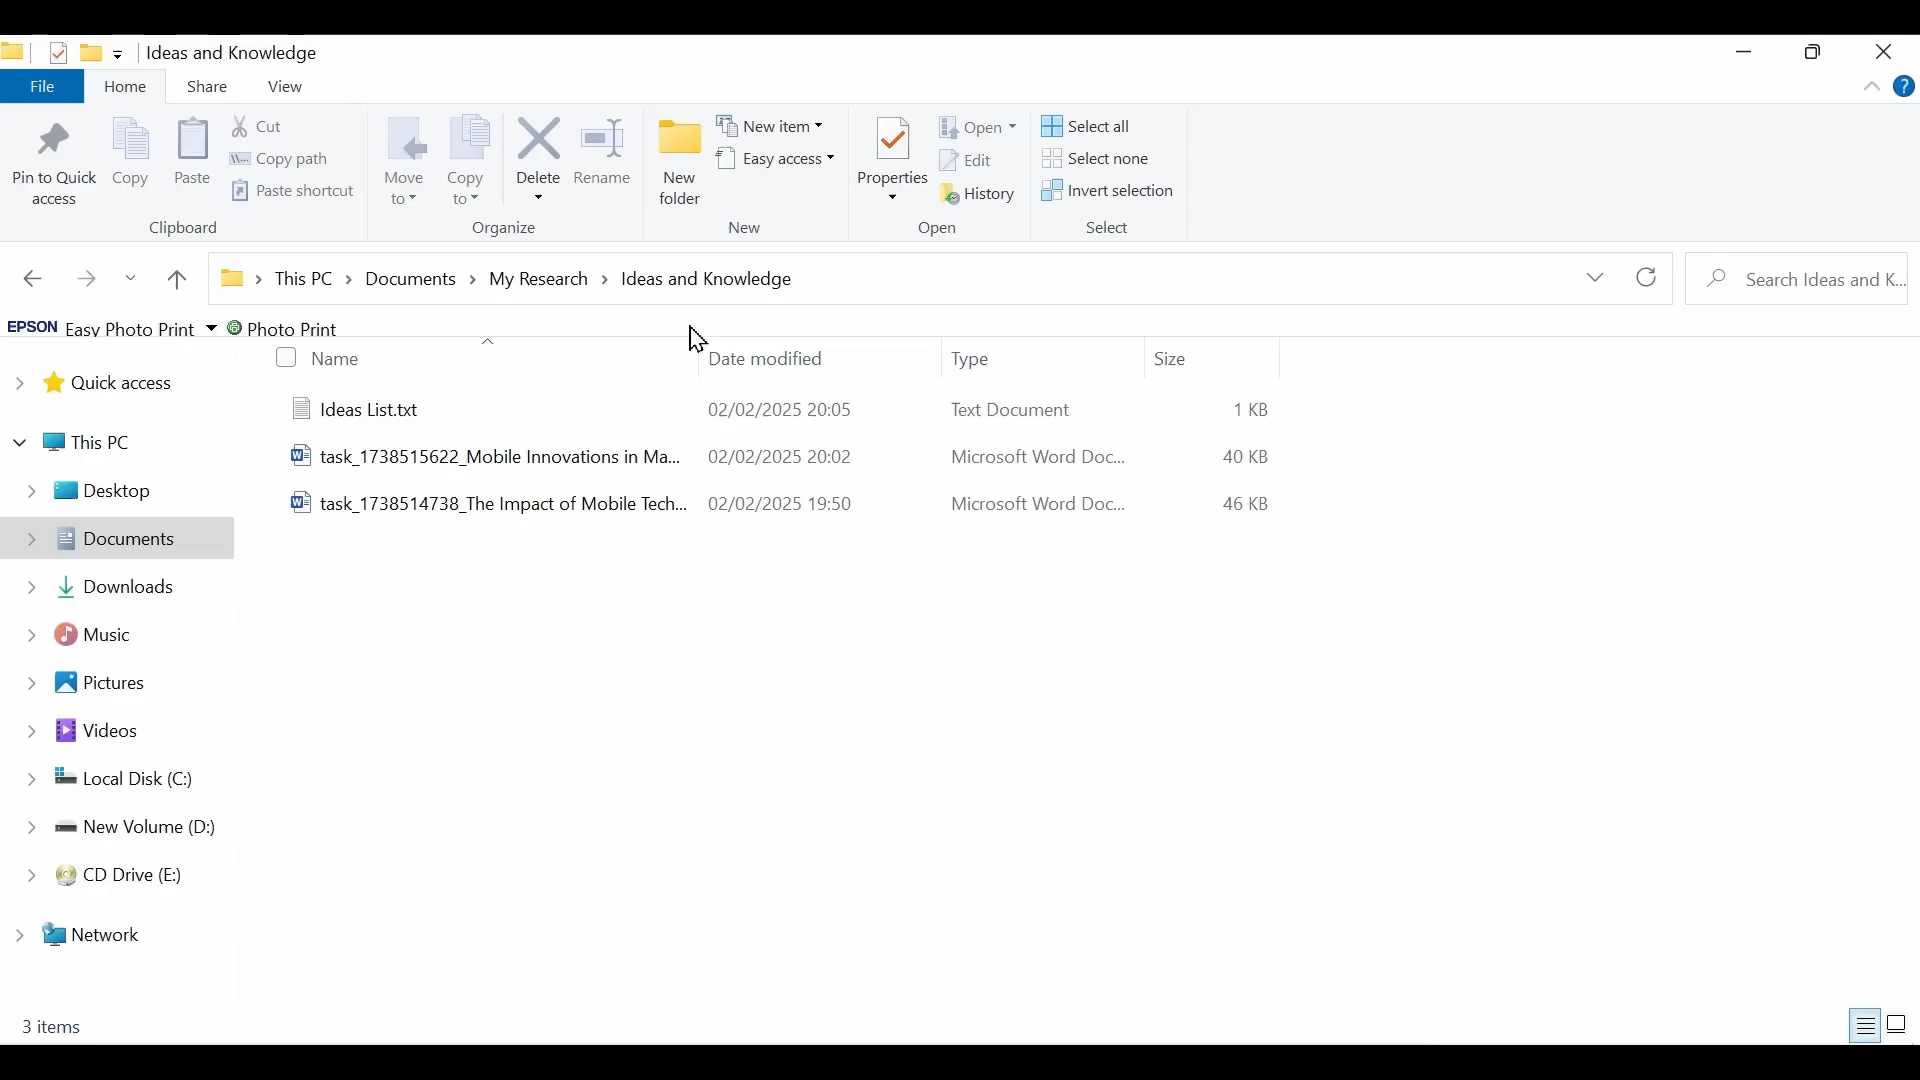 Ideas and Knowledge
File Home Share View
Pin to Quick access
Copy
Paste
Cut
Copy path
Paste shortcut
Clipboard
Move to
Copy to
Delete
Rename
Organize
New folder
New item
Easy access
New
Properties
Open
Edit
History
Open
Select all
Select none
Invert selection
Select
This PC > Documents > My Research > Ideas and Knowledge
Search Ideas and K...
EPSON Easy Photo Print Photo Print
Name Date modified Type Size
Ideas List.txt 02/02/2025 20:05 Text Document 1 KB
task_1738515622_Mobile Innovations in Ma... 02/02/2025 20:02 Microsoft Word Doc... 40 KB
task_1738514738_The Impact of Mobile Tech... 02/02/2025 19:50 Microsoft Word Doc... 46 KB
Quick access
This PC
Desktop
Documents
Downloads
Music
Pictures
Videos
Local Disk (C:)
New Volume (D:)
CD Drive (E:)
Network
3 items